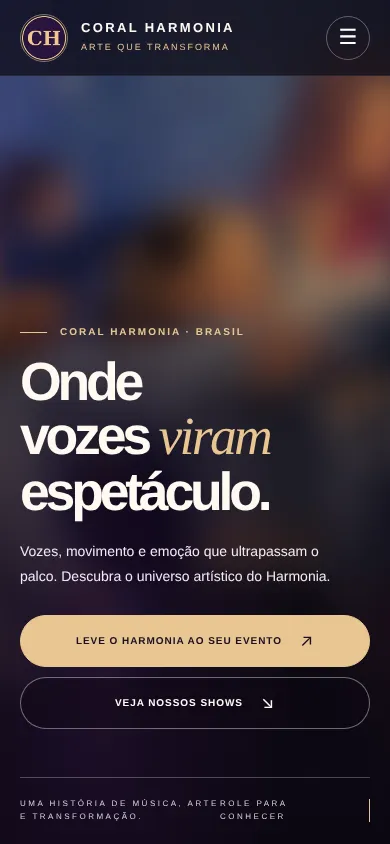 CH
CORAL HARMONIA
ARTE QUE TRANSFORMA
CORAL HARMONIA · BRASIL
Onde
vozes viram
espetáculo.
Vozes, movimento e emoção que ultrapassam o
palco. Descubra o universo artístico do Harmonia.
LEVE O HARMONIA AO SEU EVENTO
VEJA NOSSOS SHOWS
UMA HISTÓRIA DE MÚSICA, ARTE
E TRANSFORMAÇÃO.
ROLE PARA
CONHECER